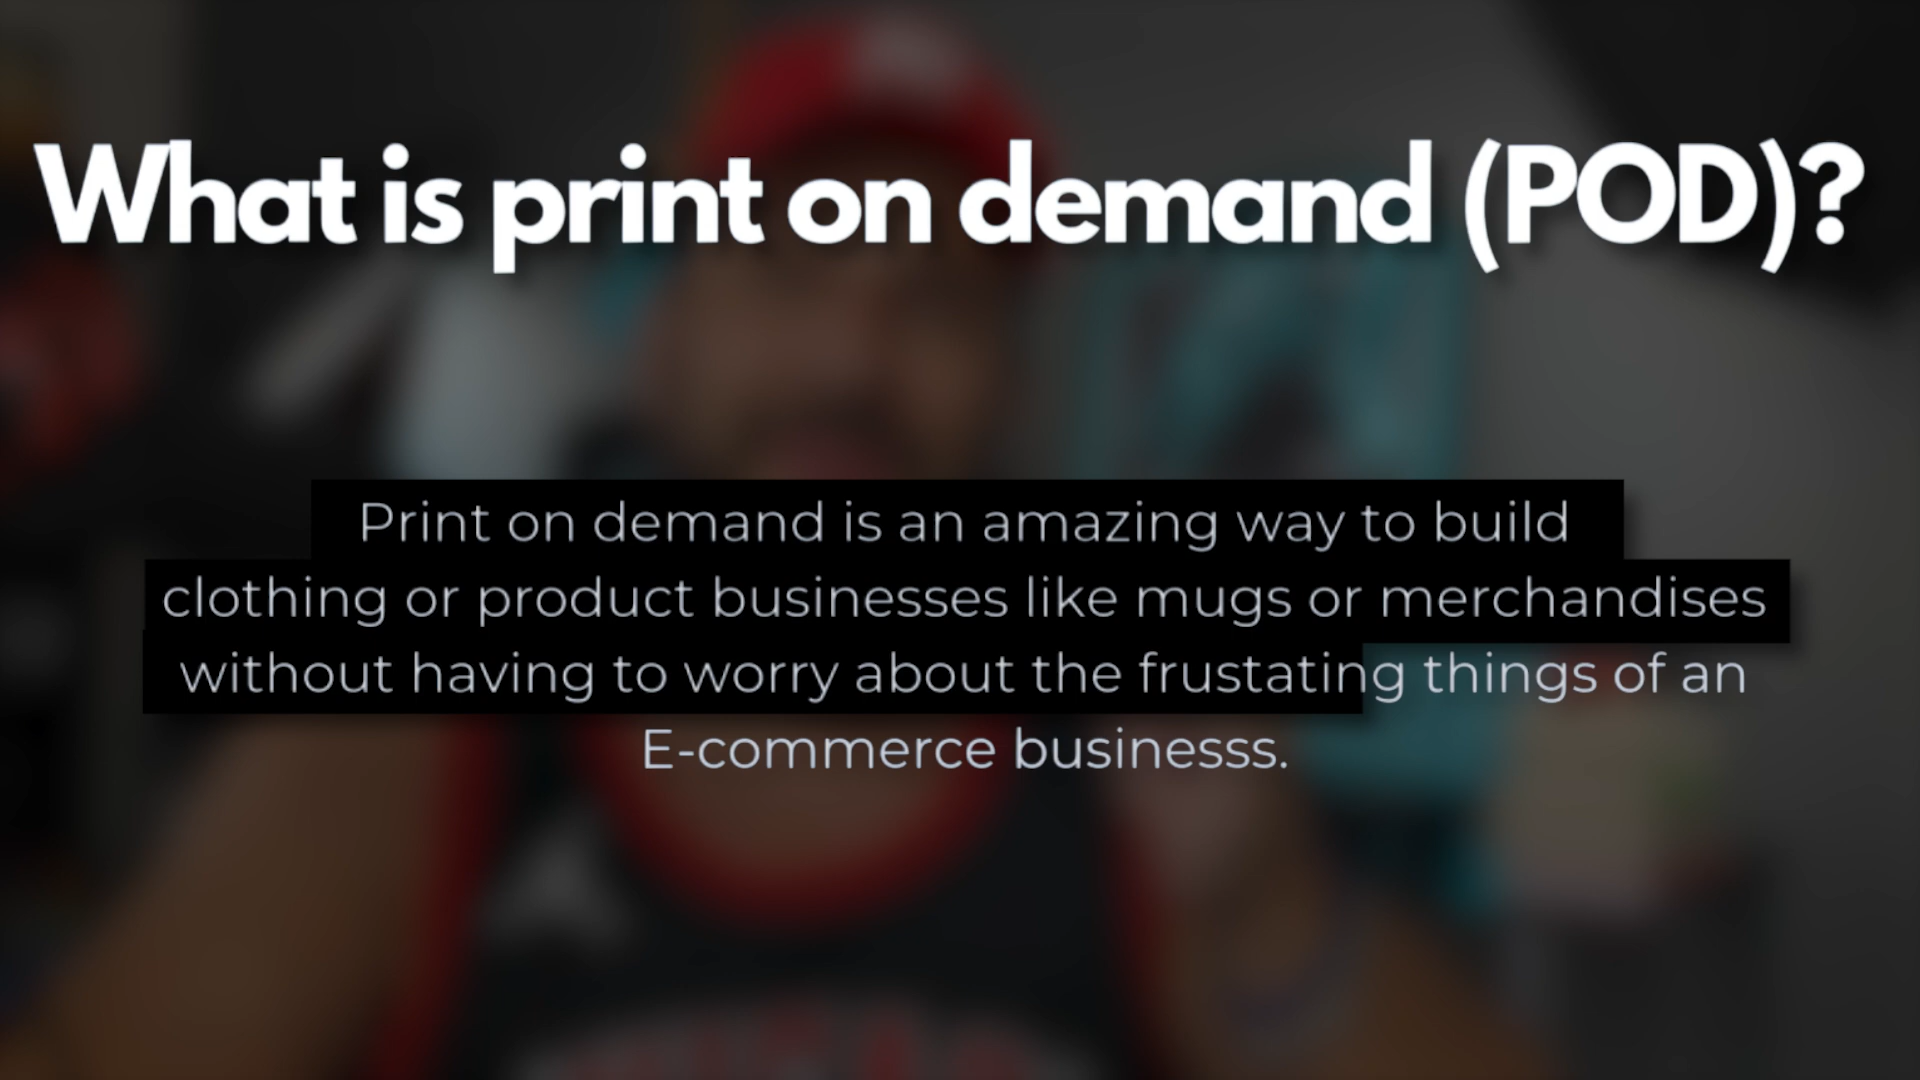 What is print on demand (POD)?
Print on demand is an amazing way to build
clothing or product businesses like mugs or merchandises
without having to worry about the frustating things of an
E-commerce businesss.